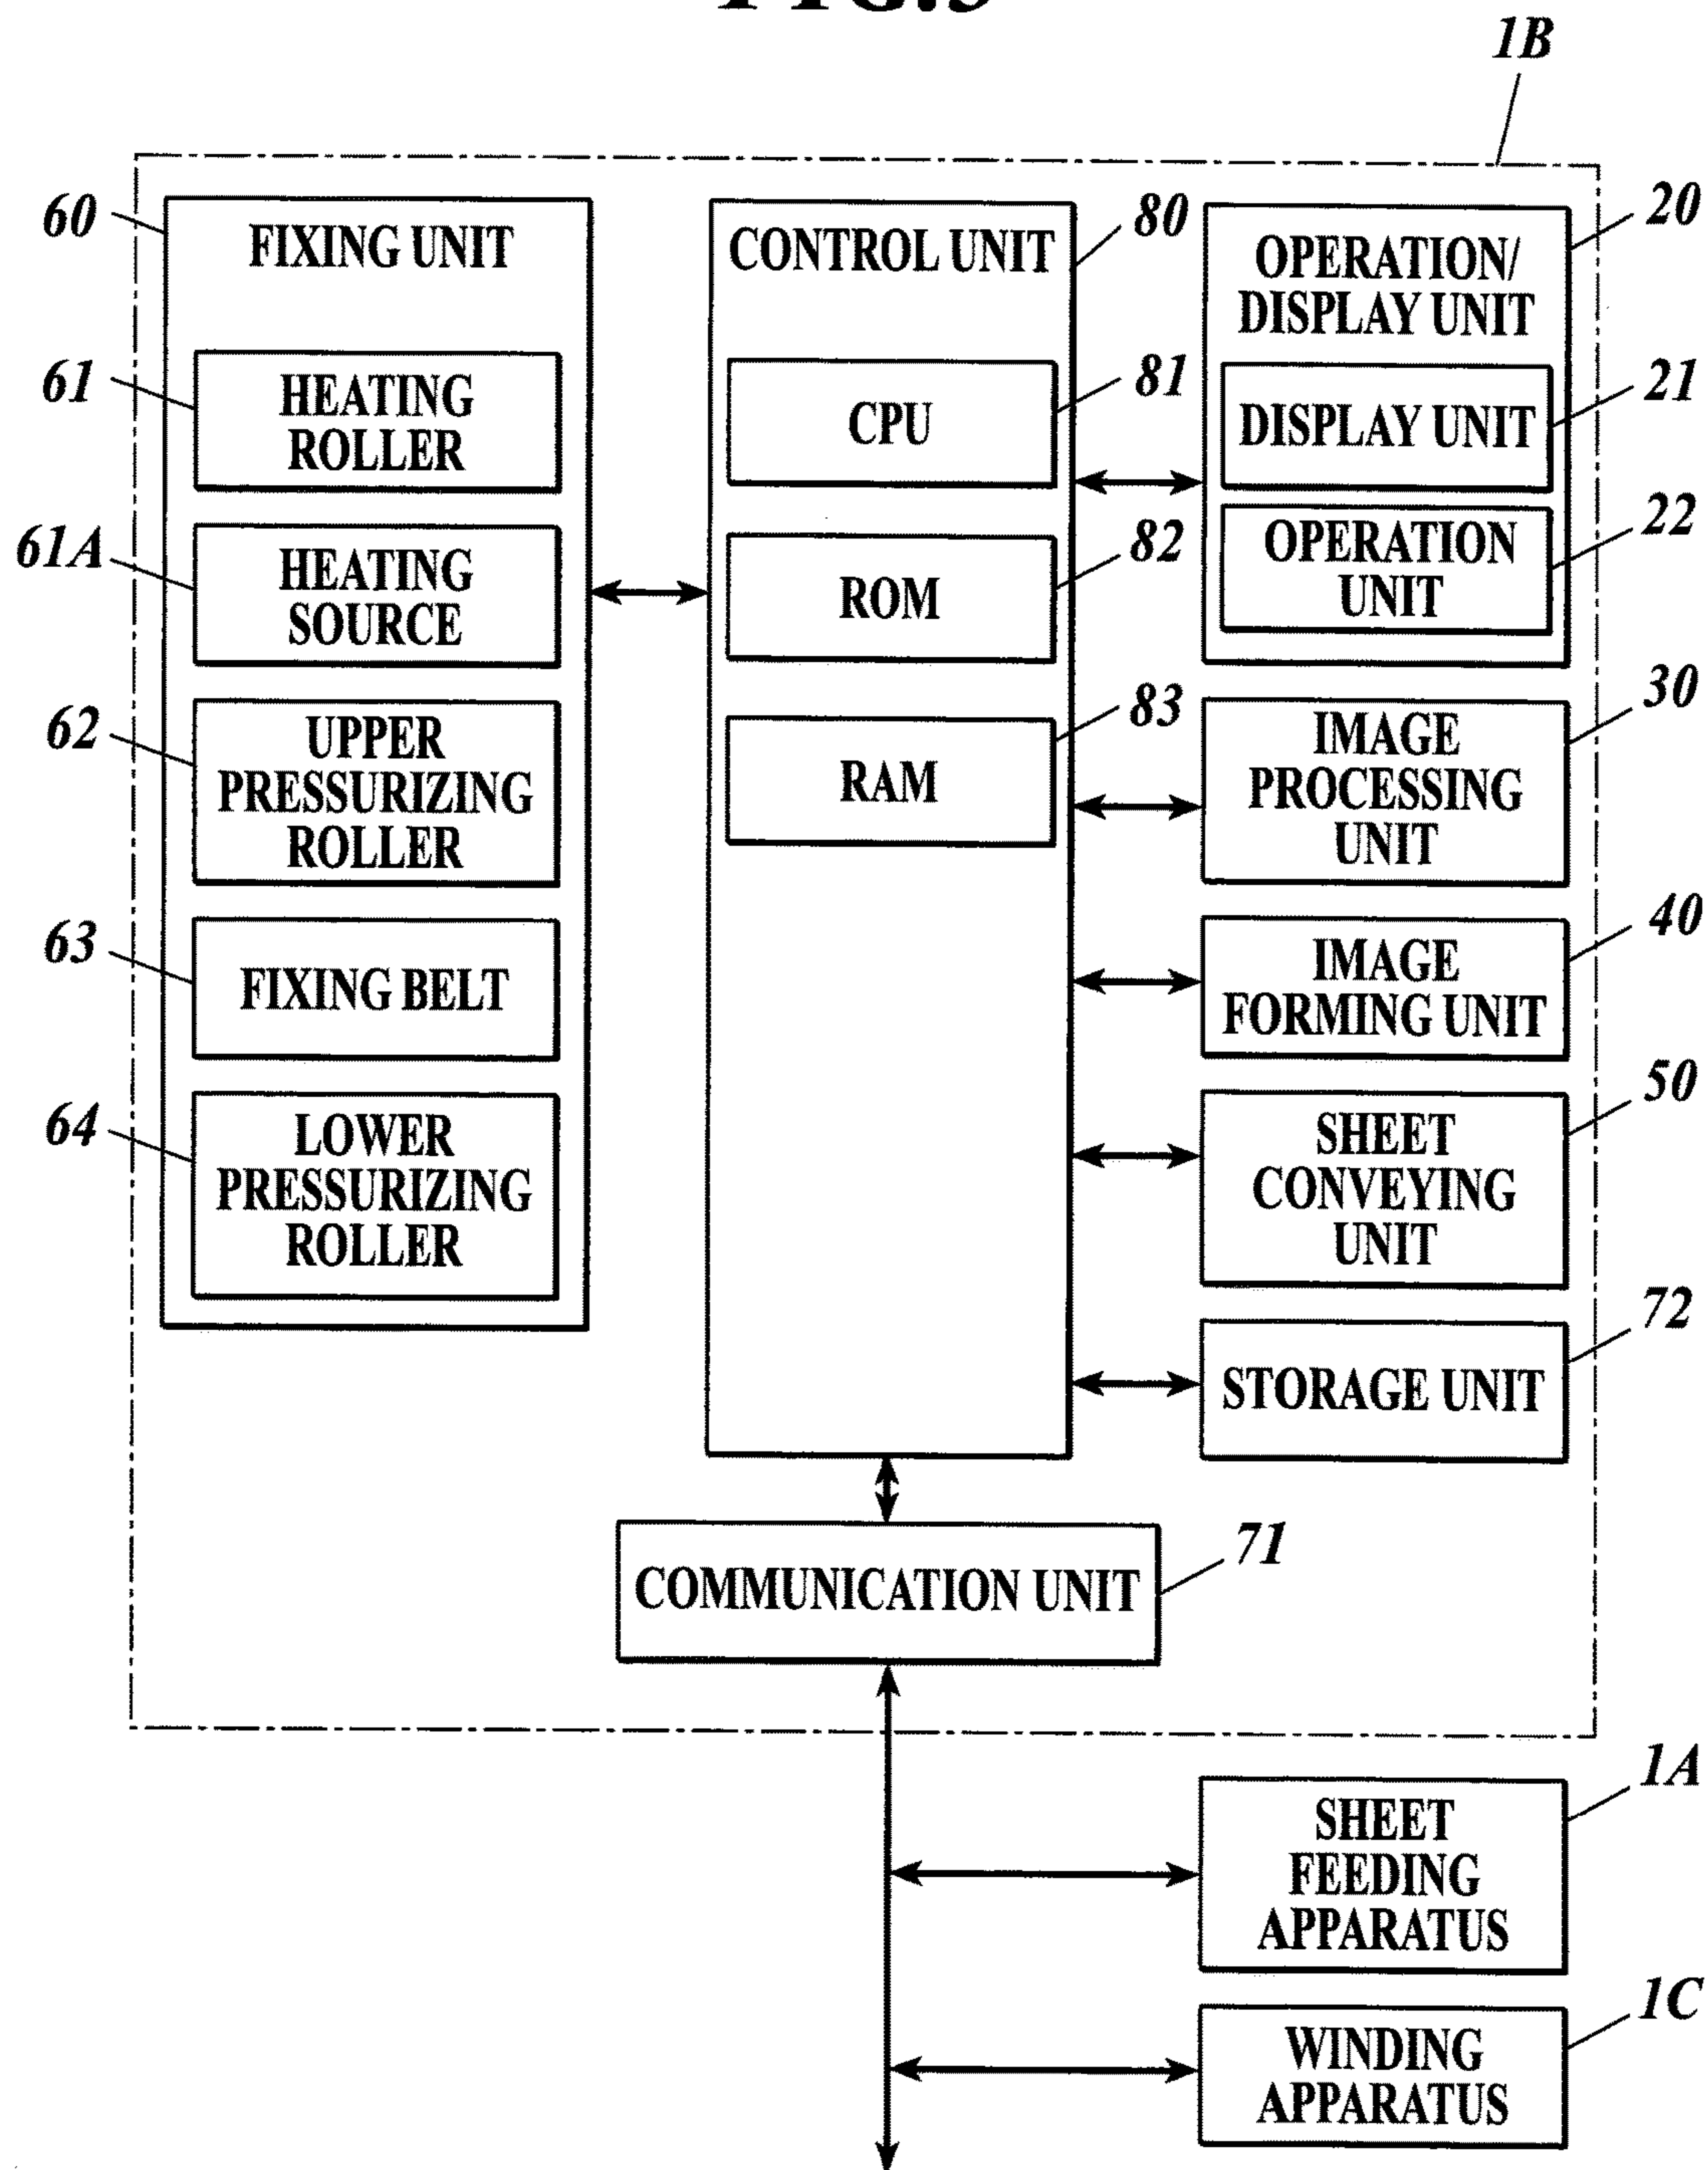 FIG.3
1B
60
FIXING UNIT
61
HEATING
ROLLER
61A
HEATING
SOURCE
62
UPPER
PRESSURIZING
ROLLER
63
FIXING BELT
64
LOWER
PRESSURIZING
ROLLER
CONTROL UNIT
80
CPU
81
ROM
82
RAM
83
OPERATION/
DISPLAY UNIT
20
DISPLAY UNIT
21
OPERATION
UNIT
22
IMAGE
PROCESSING
UNIT
30
IMAGE
FORMING UNIT
40
SHEET
CONVEYING
UNIT
50
STORAGE UNIT
72
COMMUNICATION UNIT
71
SHEET
FEEDING
APPARATUS
1A
WINDING
APPARATUS
1C